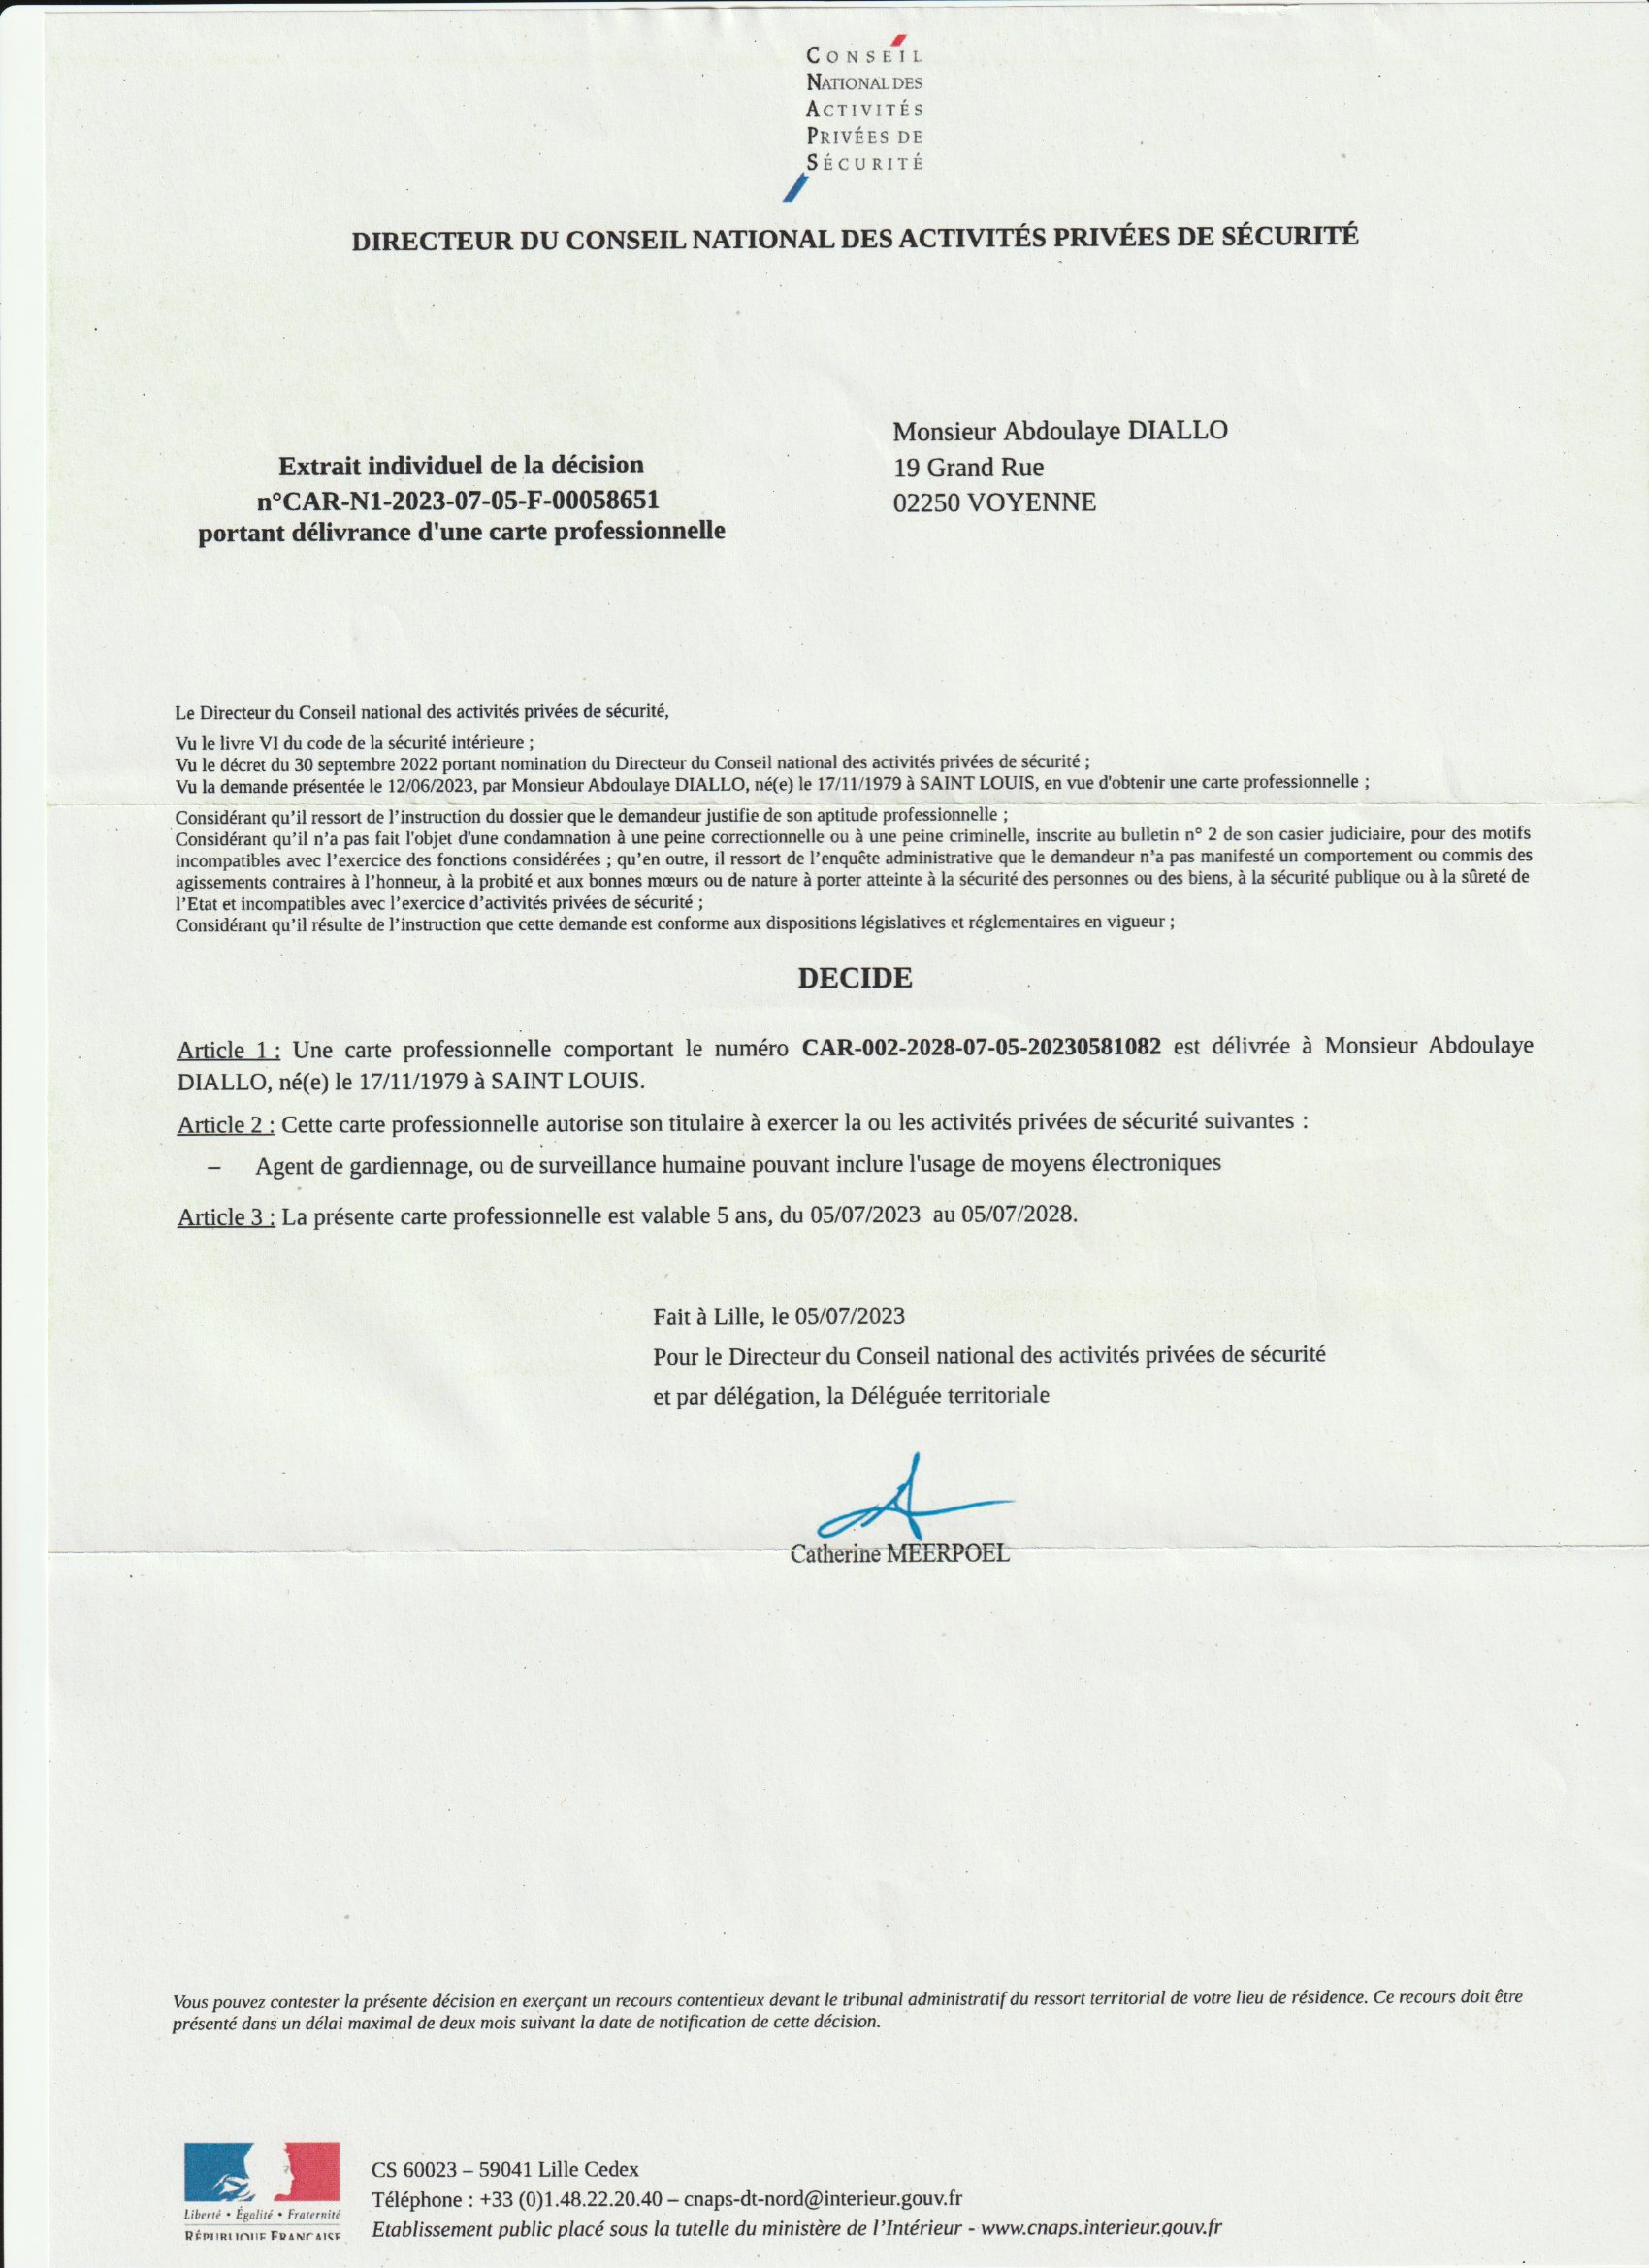 CONSEIL
NATIONAL DES
ACTIVITÉS
PRIVÉES DE
SÉCURITÉ
DIRECTEUR DU CONSEIL NATIONAL DES ACTIVITÉS PRIVÉES DE SÉCURITÉ
Extrait individuel de la décision
n°CAR-N1-2023-07-05-F-00058651
portant délivrance d'une carte professionnelle
Monsieur Abdoulaye DIALLO
19 Grand Rue
02250 VOYENNE
Le Directeur du Conseil national des activités privées de sécurité,
Vu le livre VI du code de la sécurité intérieure ;
Vu le décret du 30 septembre 2022 portant nomination du Directeur du Conseil national des activités privées de sécurité ;
Vu la demande présentée le 12/06/2023, par Monsieur Abdoulaye DIALLO, né(e) le 17/11/1979 à SAINT LOUIS, en vue d'obtenir une carte professionnelle ;
Considérant qu’il ressort de l’instruction du dossier que le demandeur justifie de son aptitude professionnelle ;
Considérant qu’il n’a pas fait l'objet d'une condamnation à une peine correctionnelle ou à une peine criminelle, inscrite au bulletin n° 2 de son casier judiciaire, pour des motifs
incompatibles avec l’exercice des fonctions considérées ; qu’en outre, il ressort de l’enquête administrative que le demandeur n’a pas manifesté un comportement ou commis des
agissements contraires à l’honneur, à la probité et aux bonnes mœurs ou de nature à porter atteinte à la sécurité des personnes ou des biens, à la sécurité publique ou à la sûreté de
l’Etat et incompatibles avec l’exercice d’activités privées de sécurité ;
Considérant qu’il résulte de l’instruction que cette demande est conforme aux dispositions législatives et réglementaires en vigueur ;
DECIDE
Article 1 : Une carte professionnelle comportant le numéro CAR-002-2028-07-05-20230581082 est délivrée à Monsieur Abdoulaye
DIALLO, né(e) le 17/11/1979 à SAINT LOUIS.
Article 2 : Cette carte professionnelle autorise son titulaire à exercer la ou les activités privées de sécurité suivantes :
– Agent de gardiennage, ou de surveillance humaine pouvant inclure l'usage de moyens électroniques
Article 3 : La présente carte professionnelle est valable 5 ans, du 05/07/2023 au 05/07/2028.
Fait à Lille, le 05/07/2023
Pour le Directeur du Conseil national des activités privées de sécurité
et par délégation, la Déléguée territoriale
Catherine MEERPOEL
Vous pouvez contester la présente décision en exerçant un recours contentieux devant le tribunal administratif du ressort territorial de votre lieu de résidence. Ce recours doit être
présenté dans un délai maximal de deux mois suivant la date de notification de cette décision.
Liberté • Égalité • Fraternité
RÉPUBLIQUE FRANÇAISE
CS 60023 – 59041 Lille Cedex
Téléphone : +33 (0)1.48.22.20.40 – cnaps-dt-nord@interieur.gouv.fr
Etablissement public placé sous la tutelle du ministère de l’Intérieur - www.cnaps.interieur.gouv.fr